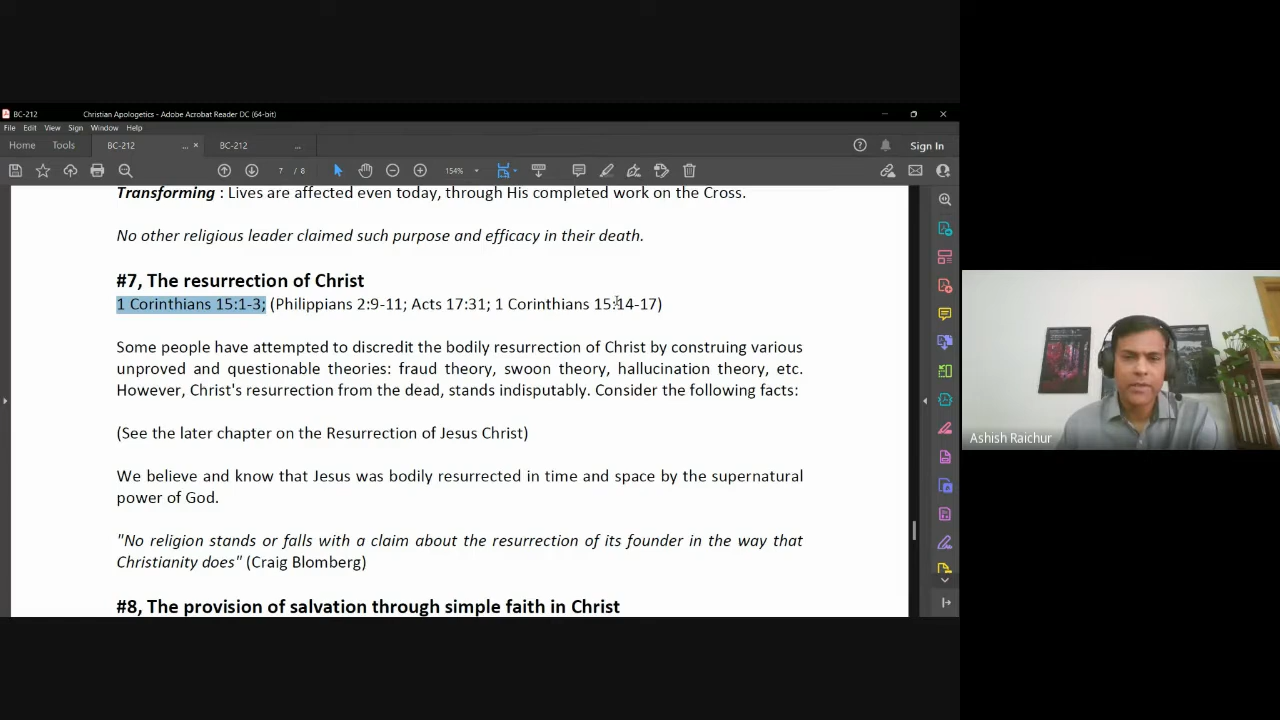 BC-212
Christian Apologetics - Adobe Acrobat Reader DC (64-bit)
File Edit View Sign Window Help
Home Tools BC-212 ... × BC-212 ... Sign In
7 / 8 154%
Transforming : Lives are affected even today, through His completed work on the Cross.
No other religious leader claimed such purpose and efficacy in their death.
#7, The resurrection of Christ
1 Corinthians 15:1-3; (Philippians 2:9-11; Acts 17:31; 1 Corinthians 15:14-17)
Some people have attempted to discredit the bodily resurrection of Christ by construing various
unproved and questionable theories: fraud theory, swoon theory, hallucination theory, etc.
However, Christ's resurrection from the dead, stands indisputably. Consider the following facts:
(See the later chapter on the Resurrection of Jesus Christ)
We believe and know that Jesus was bodily resurrected in time and space by the supernatural
power of God.
"No religion stands or falls with a claim about the resurrection of its founder in the way that
Christianity does" (Craig Blomberg)
#8, The provision of salvation through simple faith in Christ
Ashish Raichur